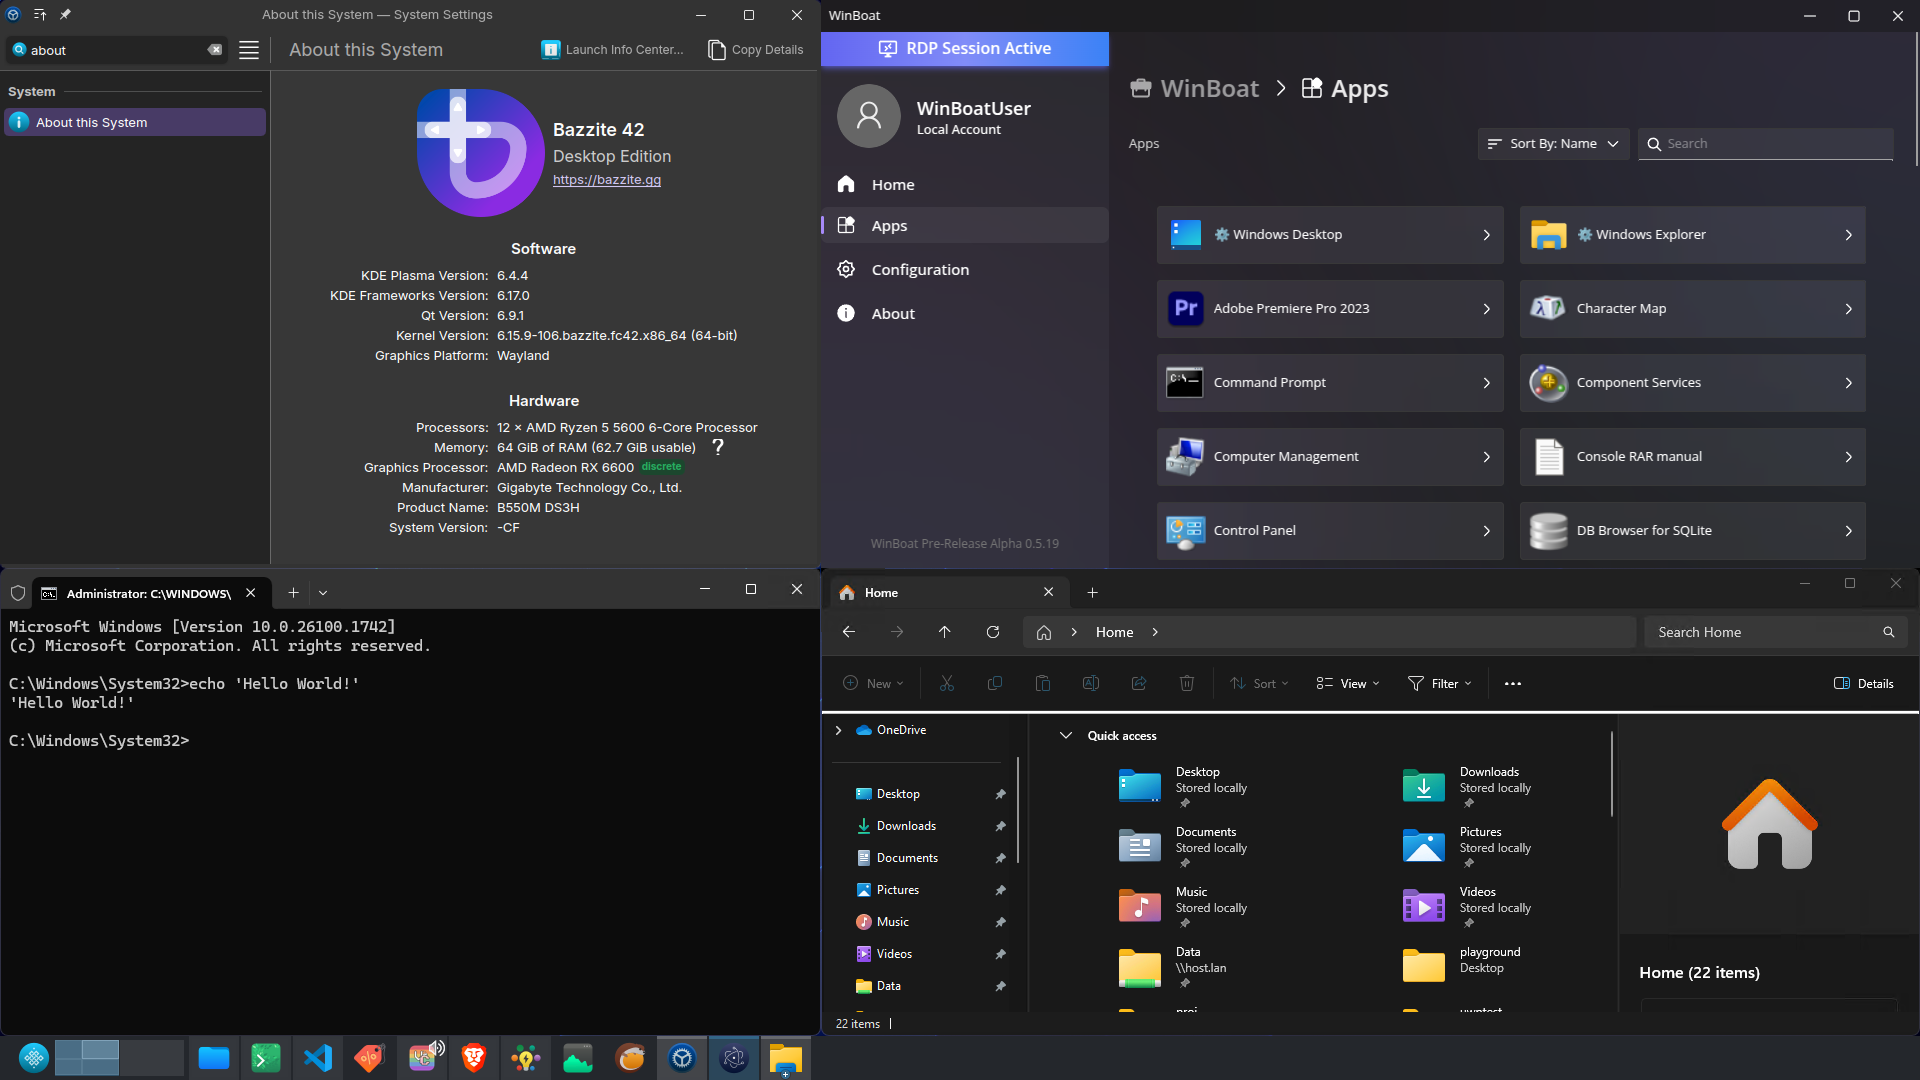 About this System — System Settings
about
About this System
Launch Info Center...
Copy Details
System
About this System
Bazzite 42
Desktop Edition
https://bazzite.gg
Software
KDE Plasma Version: 6.4.4
KDE Frameworks Version: 6.17.0
Qt Version: 6.9.1
Kernel Version: 6.15.9-106.bazzite.fc42.x86_64 (64-bit)
Graphics Platform: Wayland
Hardware
Processors: 12 × AMD Ryzen 5 5600 6-Core Processor
Memory: 64 GiB of RAM (62.7 GiB usable) ?
Graphics Processor: AMD Radeon RX 6600 discrete
Manufacturer: Gigabyte Technology Co., Ltd.
Product Name: B550M DS3H
System Version: -CF
WinBoat
RDP Session Active
WinBoatUser
Local Account
Home
Apps
Configuration
About
WinBoat Pre-Release Alpha 0.5.19
WinBoat > Apps
Apps
Sort By: Name
Search
Windows Desktop
Windows Explorer
Pr
Adobe Premiere Pro 2023
Character Map
C:\
Command Prompt
Component Services
Computer Management
Console RAR manual
Control Panel
DB Browser for SQLite
Administrator: C:\WINDOWS\
Microsoft Windows [Version 10.0.26100.1742]
(c) Microsoft Corporation. All rights reserved.
C:\Windows\System32>echo 'Hello World!'
'Hello World!'
C:\Windows\System32>
Home
Home
Search Home
New
Sort
View
Filter
Details
OneDrive
Desktop
Downloads
Documents
Pictures
Music
Videos
Data
Quick access
Desktop
Stored locally
Downloads
Stored locally
Documents
Stored locally
Pictures
Stored locally
Music
Stored locally
Videos
Stored locally
Data
\\host.lan
playground
Desktop
Home (22 items)
22 items